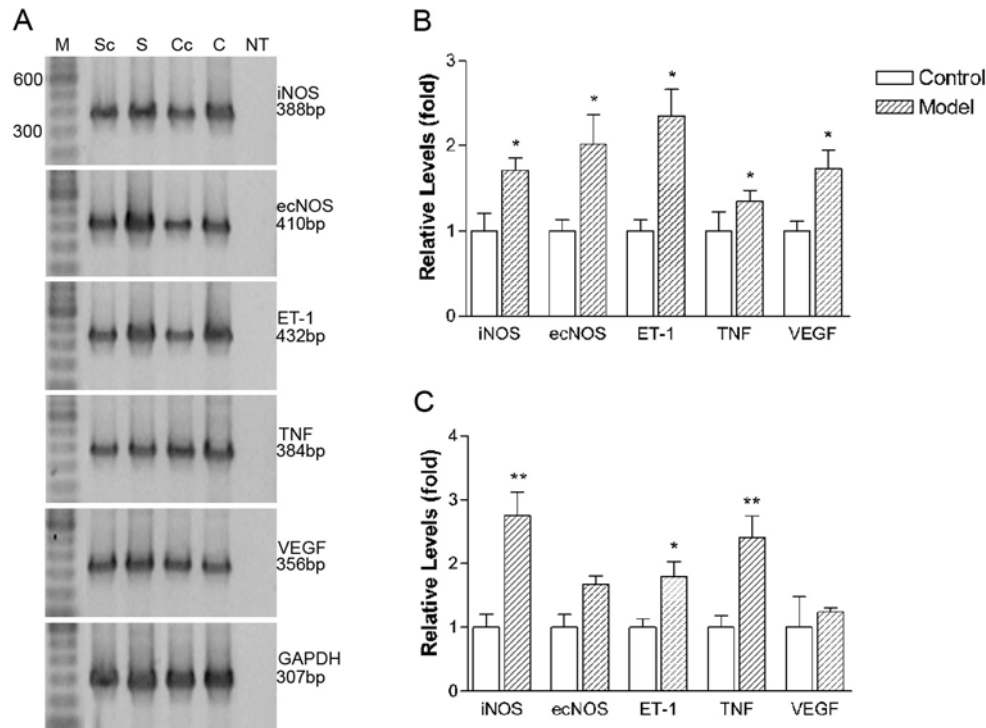 A
M Sc S Cc C NT
600
300
iNOS
388bp
ecNOS
410bp
ET-1
432bp
TNF
384bp
VEGF
356bp
GAPDH
307bp
B
Relative Levels (fold)
3
2
1
0
* * * * *
iNOS ecNOS ET-1 TNF VEGF
Control
Model
C
Relative Levels (fold)
4
3
2
1
0
** * **
iNOS ecNOS ET-1 TNF VEGF